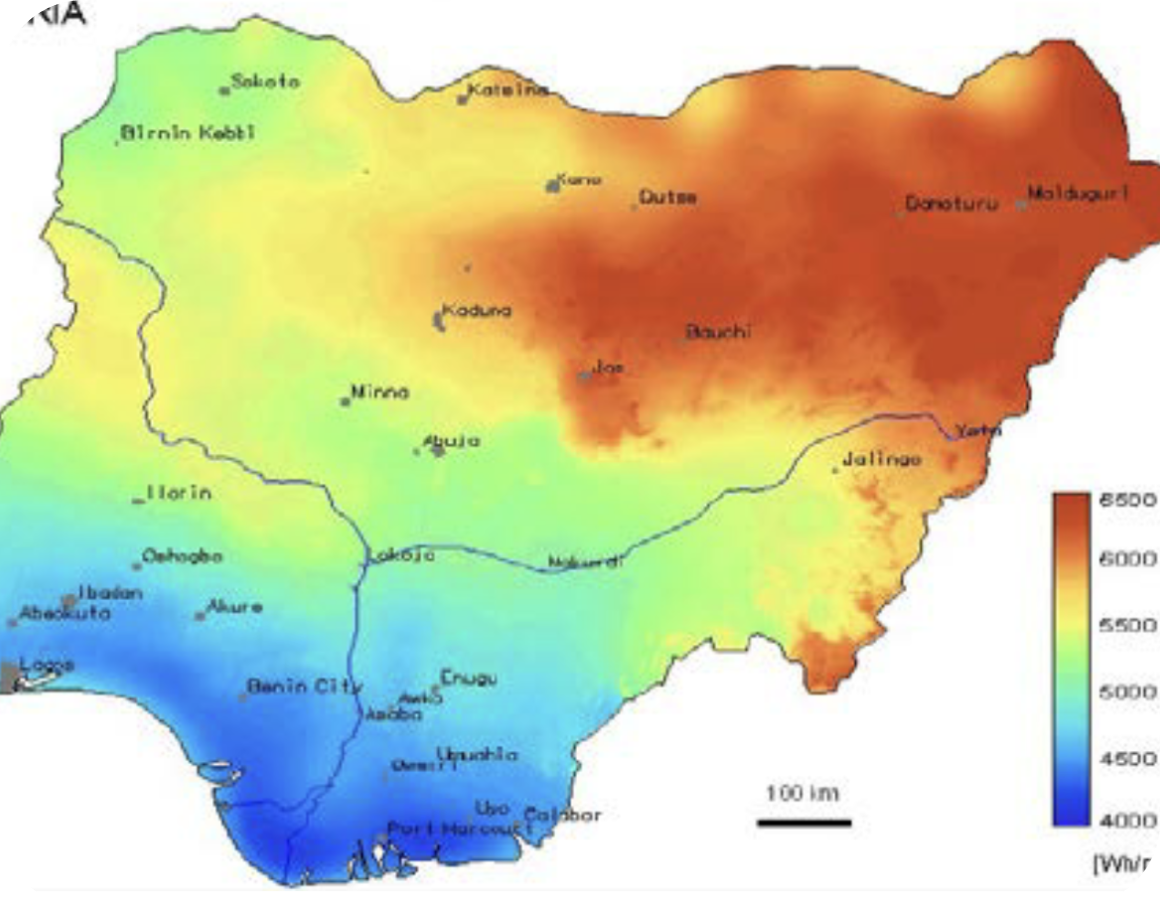 RIA
Sokoto
Katsina
Birnin Kebbi
Kano
Dutse
Damaturu
Maiduguri
Kaduna
Bauchi
Jos
Minna
Abuja
Yola
Jalingo
Ilorin
Oshogbo
Lokoja
Makurdi
Ibadan
Abeokuta
Akure
Lagos
Enugu
Benin City
Awka
Asaba
Umuahia
Owerri
Uyo
Calabar
Port Harcourt
100 km
6500
6000
5500
5000
4500
4000
[Wh/